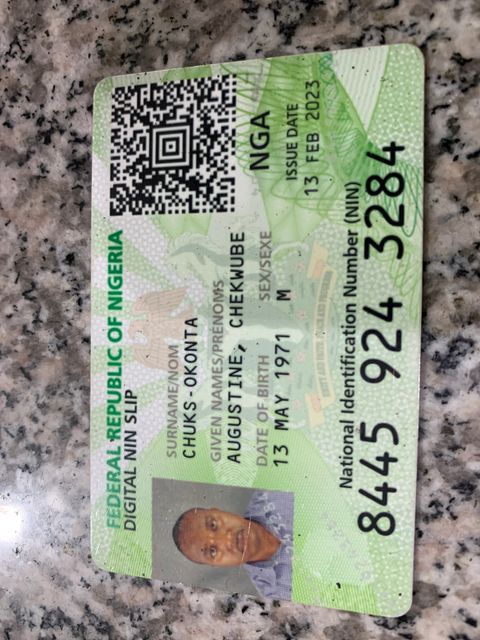 FEDERAL REPUBLIC OF NIGERIA
DIGITAL NIN SLIP
SURNAME/NOM
CHUKS-OKONTA
GIVEN NAMES/PRÉNOMS
AUGUSTINE, CHEKWUBE
DATE OF BIRTH SEX/SEXE
13 MAY 1971 M
NGA
ISSUE DATE
13 FEB 2023
UNITY AND FAITH, PEACE AND PROGRESS
National Identification Number (NIN)
8445 924 3284